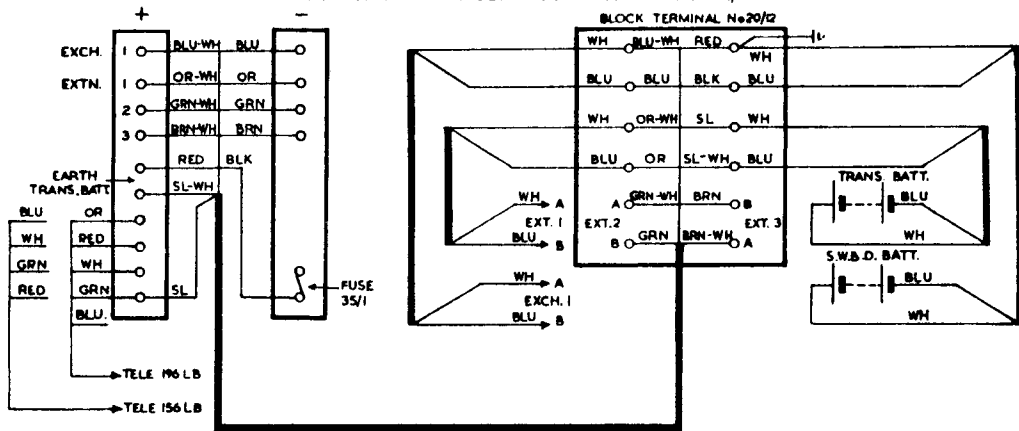 + −
BLOCK TERMINAL No20/12
EXCH. 1 BLU-WH BLU
EXTN. 1 OR-WH OR
2 GRN-WH GRN
3 BRN-WH BRN
RED BLK
EARTH
TRANS. BATT. SL-WH
BLU OR
WH RED
GRN WH
RED GRN SL
BLU.
FUSE
35/1
TELE 196 LB
TELE 156 LB
WH BLU-WH RED WH
BLU BLU BLK BLU
WH OR-WH SL WH
BLU OR SL-WH BLU
WH A
EXT. 1
BLU B
A GRN-WH BRN B
EXT. 2 EXT. 3
B GRN BRN-WH A
WH A
EXCH. 1
BLU B
TRANS. BATT.
BLU
WH
S.W.B.D. BATT.
BLU
WH